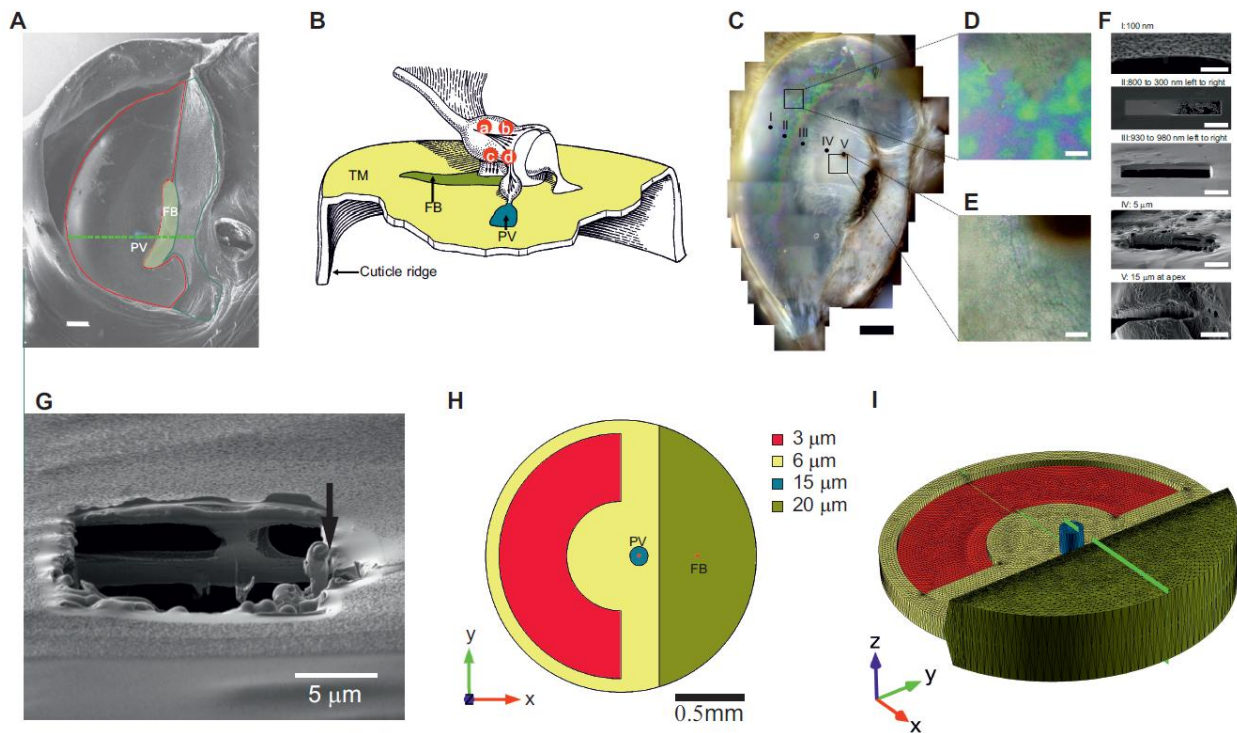 A
FB
PV
B
a
b
c
d
TM
FB
PV
Cuticle ridge
C
I
II
III
IV
V
D
E
F
I:100 nm
II:800 to 300 nm left to right
III:930 to 980 nm left to right
IV: 5 μm
V: 15 μm at apex
G
5 μm
H
PV
FB
3 μm
6 μm
15 μm
20 μm
y
x
0.5mm
I
z
y
x